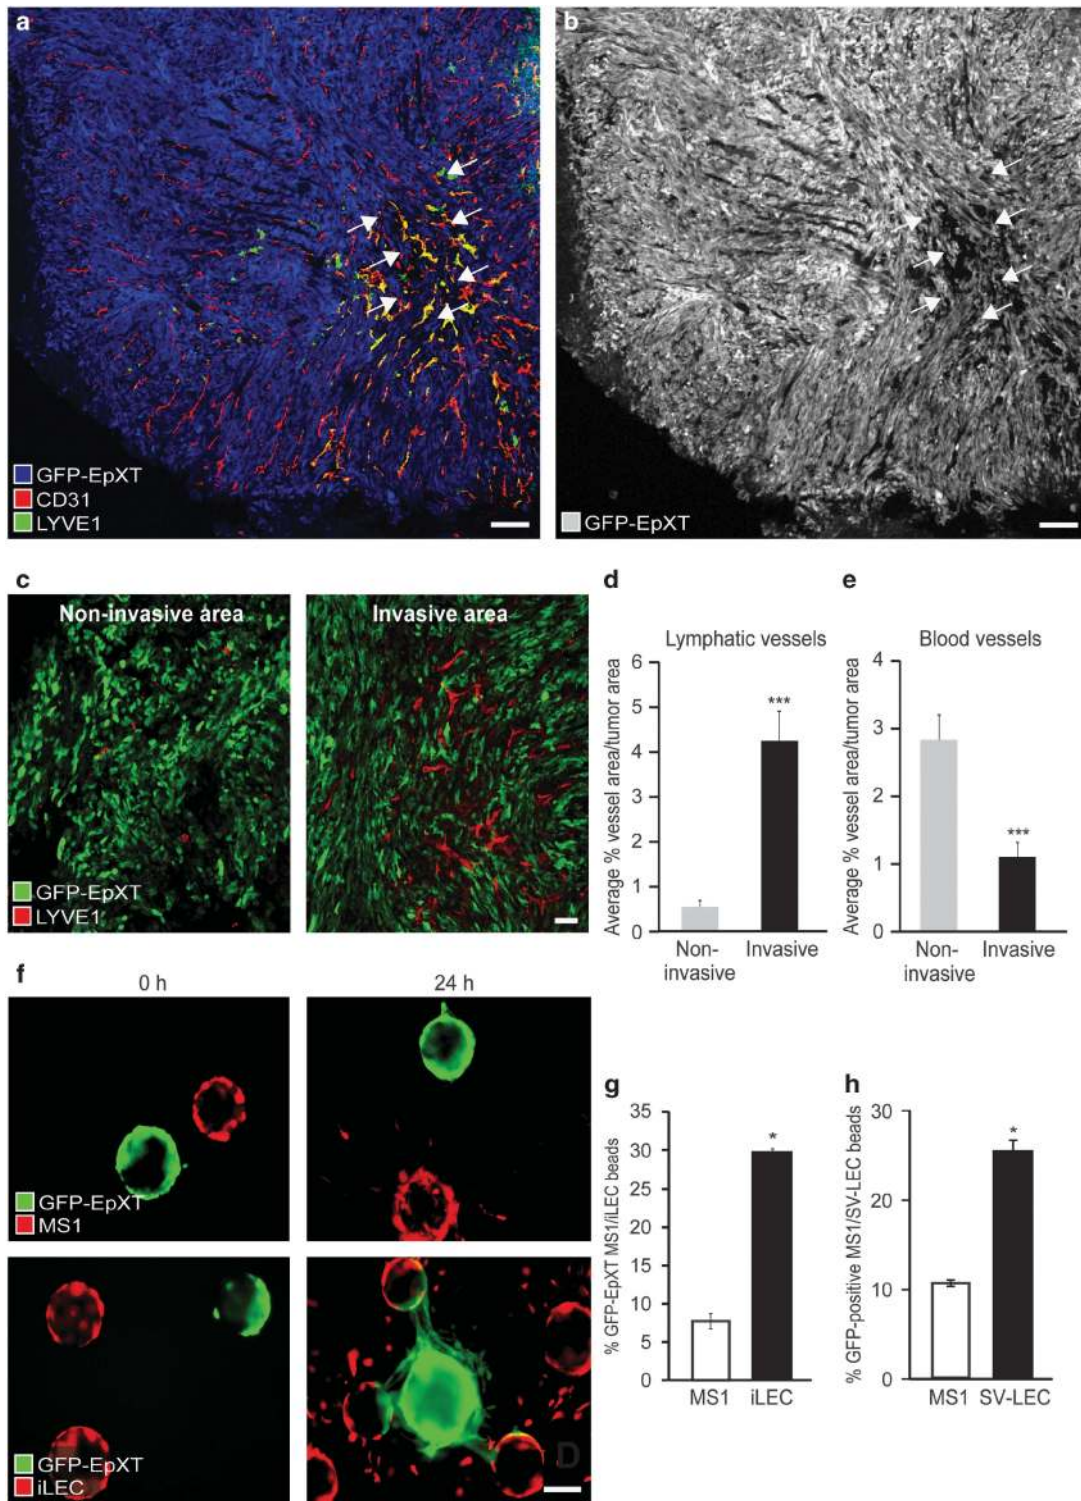 a
b
GFP-EpXT
CD31
LYVE1
GFP-EpXT
c
Non-invasive area
Invasive area
GFP-EpXT
LYVE1
d
Lymphatic vessels
Average % vessel area/tumor area
6
5
4
3
2
1
0
***
Non-
invasive
Invasive
e
Blood vessels
Average % vessel area/tumor area
4
3
2
1
0
***
Non-
invasive
Invasive
f
0 h
24 h
GFP-EpXT
MS1
GFP-EpXT
iLEC
D
g
% GFP-EpXT MS1/iLEC beads
35
30
25
20
15
10
5
0
*
MS1
iLEC
h
% GFP-positive MS1/SV-LEC beads
30
20
10
0
*
MS1
SV-LEC